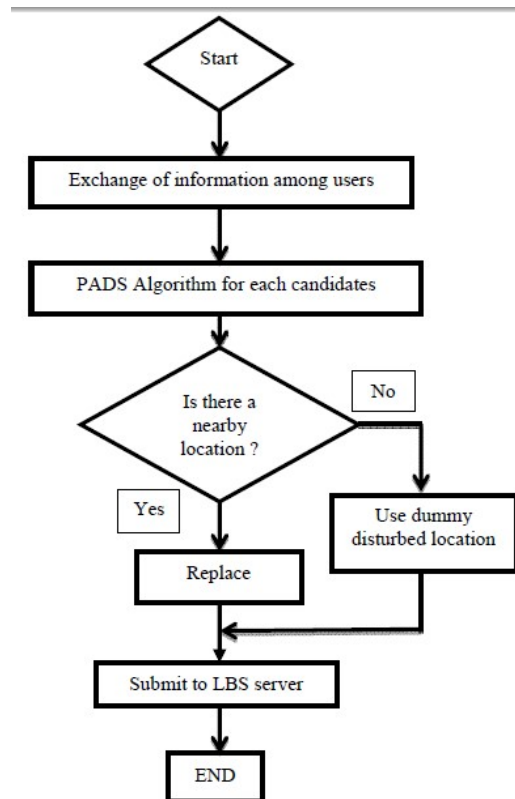 Start
Exchange of information among users
PADS Algorithm for each candidates
Is there a
nearby
location ?
No
Yes
Use dummy
disturbed location
Replace
Submit to LBS server
END